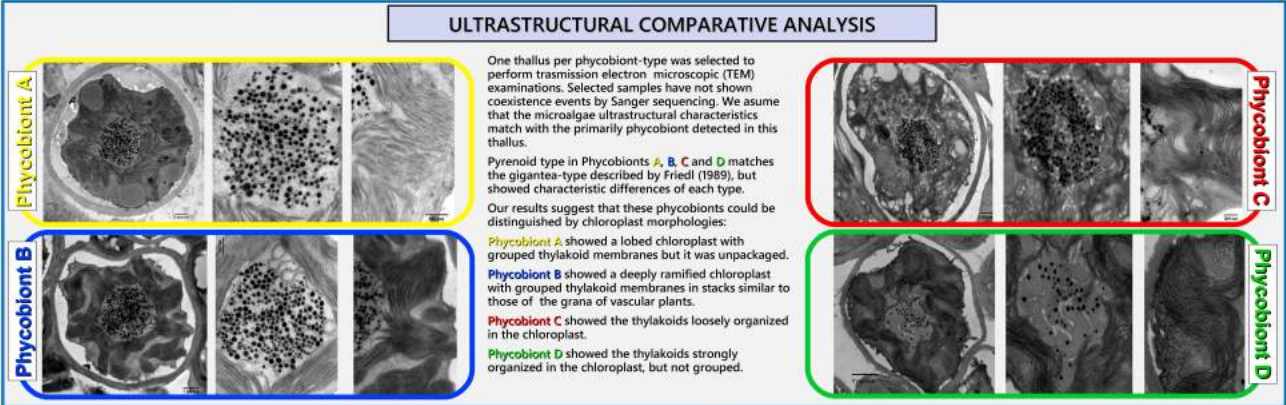 ULTRASTRUCTURAL COMPARATIVE ANALYSIS
Phycobiont A
Phycobiont B
One thallus per phycobiont-type was selected to
perform trasmission electron microscopic (TEM)
examinations. Selected samples have not shown
coexistence events by Sanger sequencing. We asume
that the microalgae ultrastructural characteristics
match with the primarily phycobiont detected in this
thallus.
Pyrenoid type in Phycobionts A, B, C and D matches
the gigantea-type described by Friedl (1989), but
showed characteristic differences of each type.
Our results suggest that these phycobionts could be
distinguished by chloroplast morphologies:
Phycobiont A showed a lobed chloroplast with
grouped thylakoid membranes but it was unpackaged.
Phycobiont B showed a deeply ramified chloroplast
with grouped thylakoid membranes in stacks similar to
those of the grana of vascular plants.
Phycobiont C showed the thylakoids loosely organized
in the chloroplast.
Phycobiont D showed the thylakoids strongly
organized in the chloroplast, but not grouped.
Phycobiont C
Phycobiont D